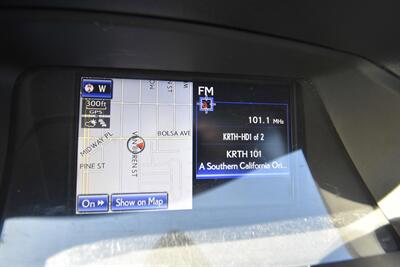 W
FM
300ft
GPS
101.1 MHz
BOLSA AVE
KRTH-HD1 of 2
MIDWAY PL
VAN BUREN ST
KRTH 101
PINE ST
A Southern California Ori...
On
Show on Map